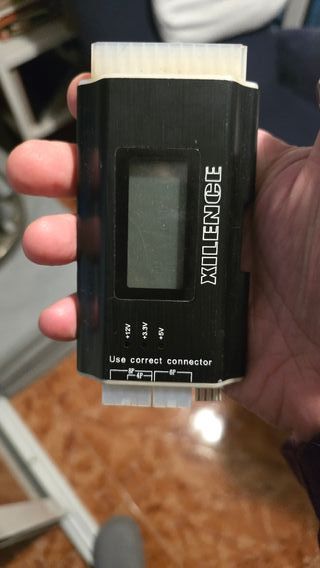 XILENCE
+12V
+3.3V
+5V
Use correct connector